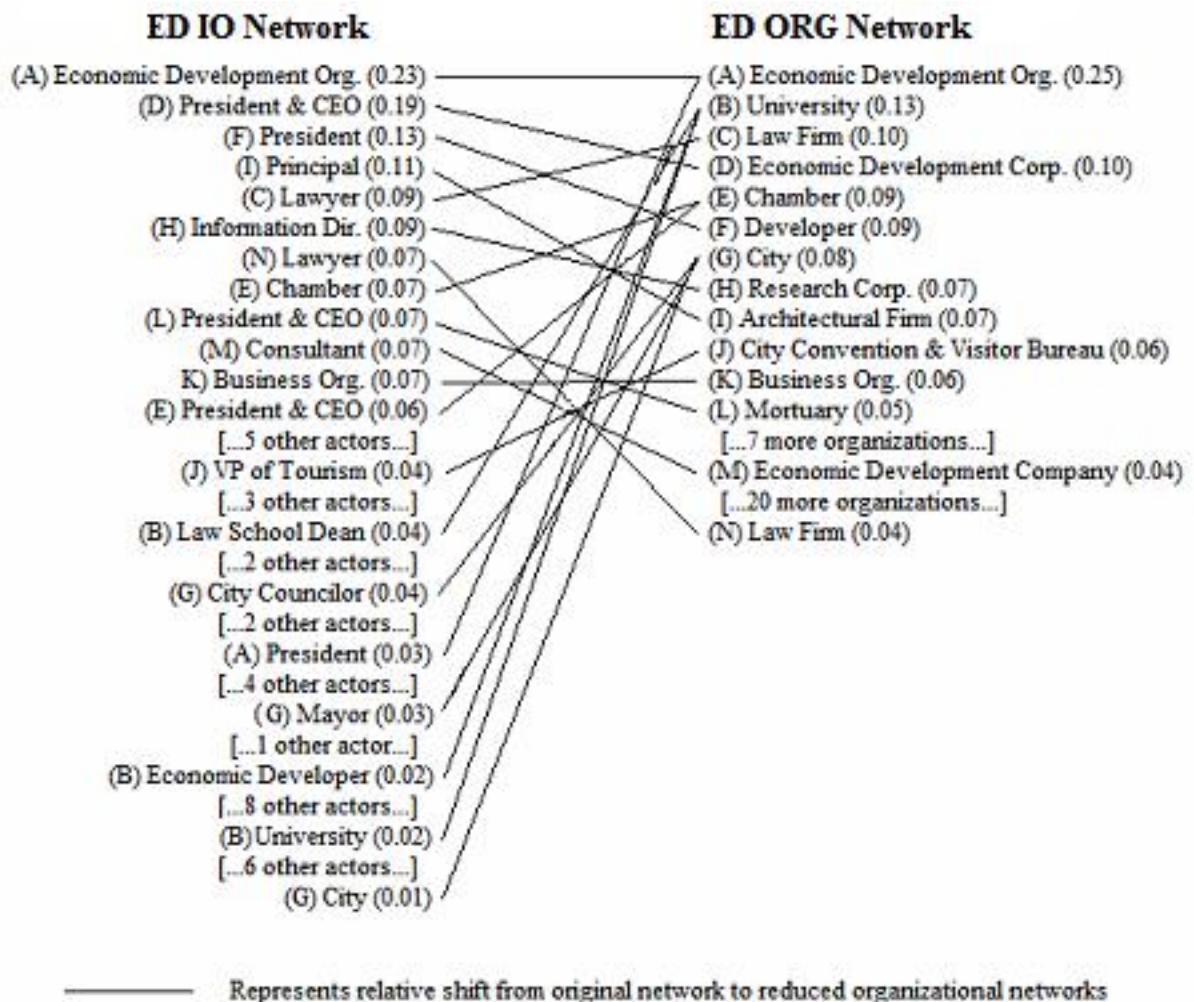 ED IO Network
(A) Economic Development Org. (0.23)
(D) President & CEO (0.19)
(F) President (0.13)
(I) Principal (0.11)
(C) Lawyer (0.09)
(H) Information Dir. (0.09)
(N) Lawyer (0.07)
(E) Chamber (0.07)
(L) President & CEO (0.07)
(M) Consultant (0.07)
K) Business Org. (0.07)
(E) President & CEO (0.06)
[...5 other actors...]
(J) VP of Tourism (0.04)
[...3 other actors...]
(B) Law School Dean (0.04)
[...2 other actors...]
(G) City Councilor (0.04)
[...2 other actors...]
(A) President (0.03)
[...4 other actors...]
(G) Mayor (0.03)
[...1 other actor...]
(B) Economic Developer (0.02)
[...8 other actors...]
(B) University (0.02)
[...6 other actors...]
(G) City (0.01)
ED ORG Network
(A) Economic Development Org. (0.25)
(B) University (0.13)
(C) Law Firm (0.10)
(D) Economic Development Corp. (0.10)
(E) Chamber (0.09)
(F) Developer (0.09)
(G) City (0.08)
(H) Research Corp. (0.07)
(I) Architectural Firm (0.07)
(J) City Convention & Visitor Bureau (0.06)
(K) Business Org. (0.06)
(L) Mortuary (0.05)
[...7 more organizations...]
(M) Economic Development Company (0.04)
[...20 more organizations...]
(N) Law Firm (0.04)
Represents relative shift from original network to reduced organizational networks